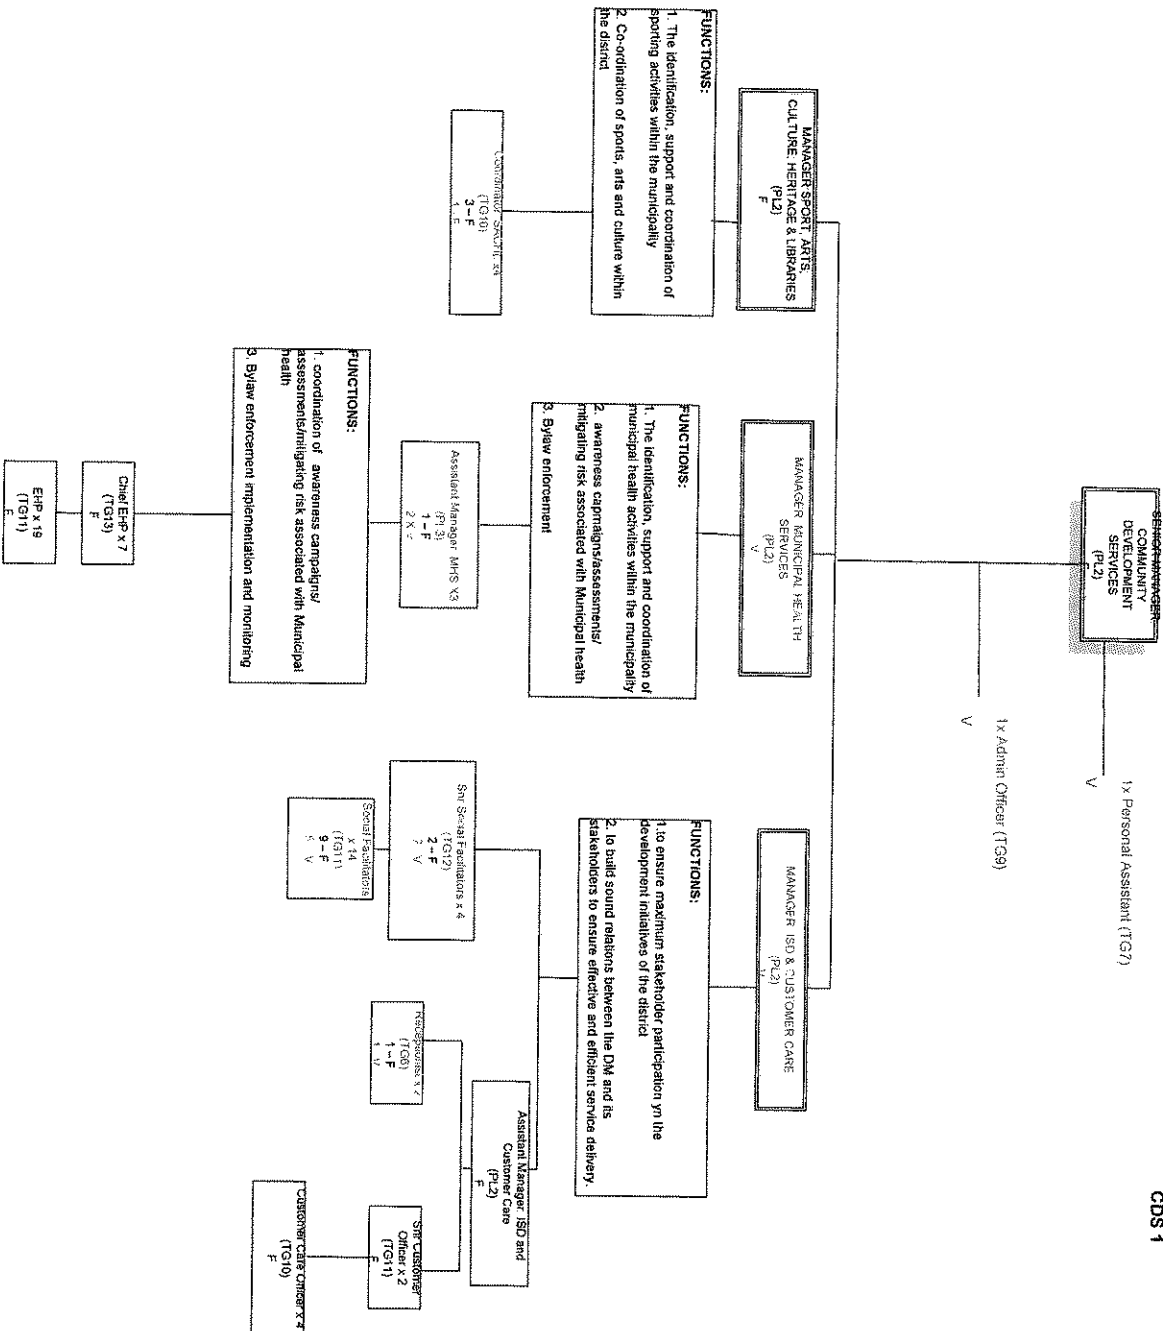 CDS 1
SENIOR MANAGER:
COMMUNITY
DEVELOPMENT
SERVICES
(PL2)
F
1x Personal Assistant (TG7)
V
1x Admin Officer (TG9)
V
MANAGER SPORT, ARTS,
CULTURE, HERITAGE & LIBRARIES
(PL2)
F
FUNCTIONS:
1. The identification, support and coordination of
sporting activities within the municipality
2. Co-ordination of sports, arts and culture within
the district
Coordinator SACHL x4
(TG10)
3 – F
1 – F
MANAGER MUNICIPAL HEALTH
SERVICES
(PL2)
V
FUNCTIONS:
1. The identification, support and coordination of
municipal health activities within the municipality
2. awareness capmaigns/assessments/
mitigating risk associated with Municipal health
3. Bylaw enforcement
Assistant Manager MHS X3
(PL3)
1 – F
2 X V
FUNCTIONS:
1. coordination of awareness campaigns/
assessments/mitigating risk associated with Municipal
health
3. Bylaw enforcement implementation and monitoring
Chief EHP x 7
(TG13)
F
EHP x 19
(TG11)
F
MANAGER ISD & CUSTOMER CARE
(PL2)
FUNCTIONS:
1.to ensure maximum stakeholder participation yn the
development initiatives of the district
2. to build sound relations between the DM and its
stakeholders to ensure effective and efficient service delivery.
Snr Social Facilitators x 4
(TG12)
2 – F
V
Social Facilitators
x 14
(TG11)
9 – F
V
Assistant Manager ISD and
Customer Care
(PL2)
F
Receptionist x 2
(TG6)
1 – F
1 V
Snr Customer
Officer x 2
(TG11)
F
Customer Care Officer x 4
(TG10)
F